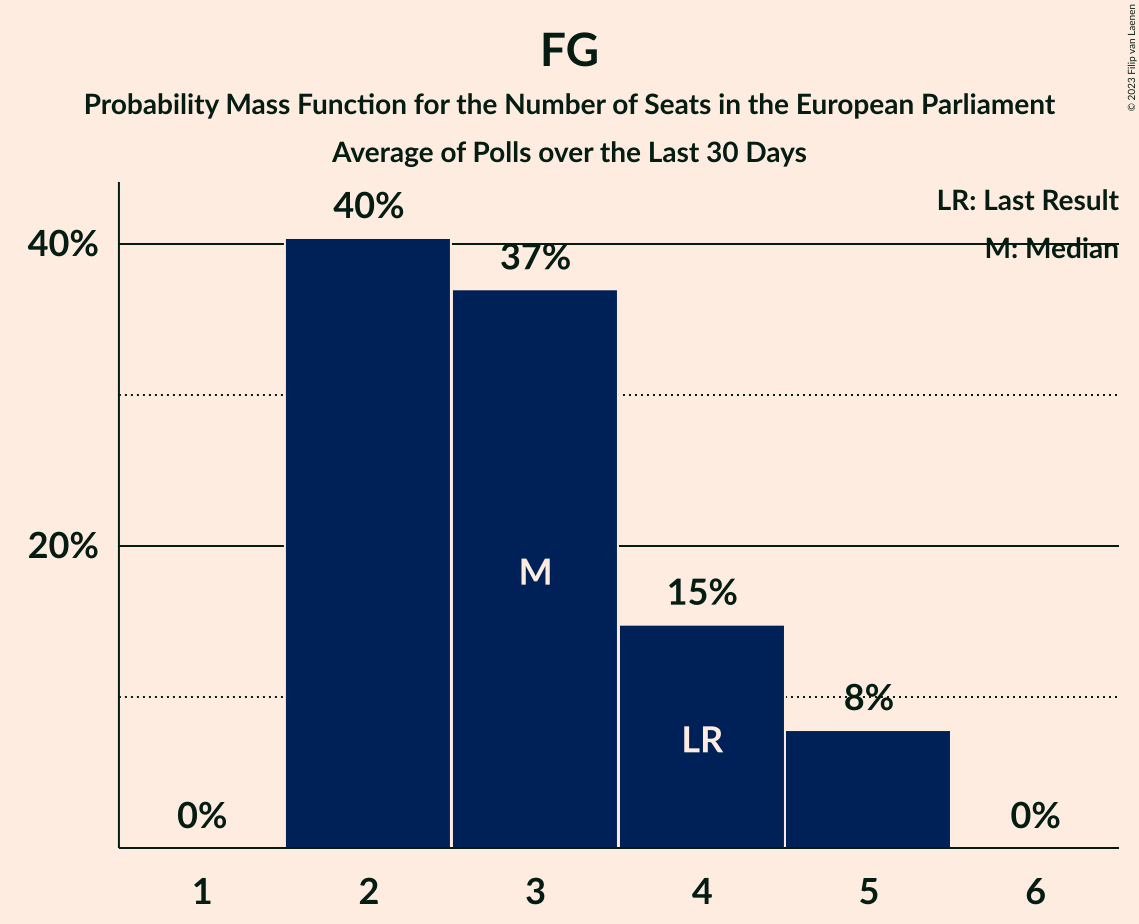 FG
Probability Mass Function for the Number of Seats in the European Parliament
Average of Polls over the Last 30 Days
© 2023 Filip van Laenen
LR: Last Result
M: Median
40%
20%
0%
40%
37%
15%
8%
0%
M
LR
1 2 3 4 5 6